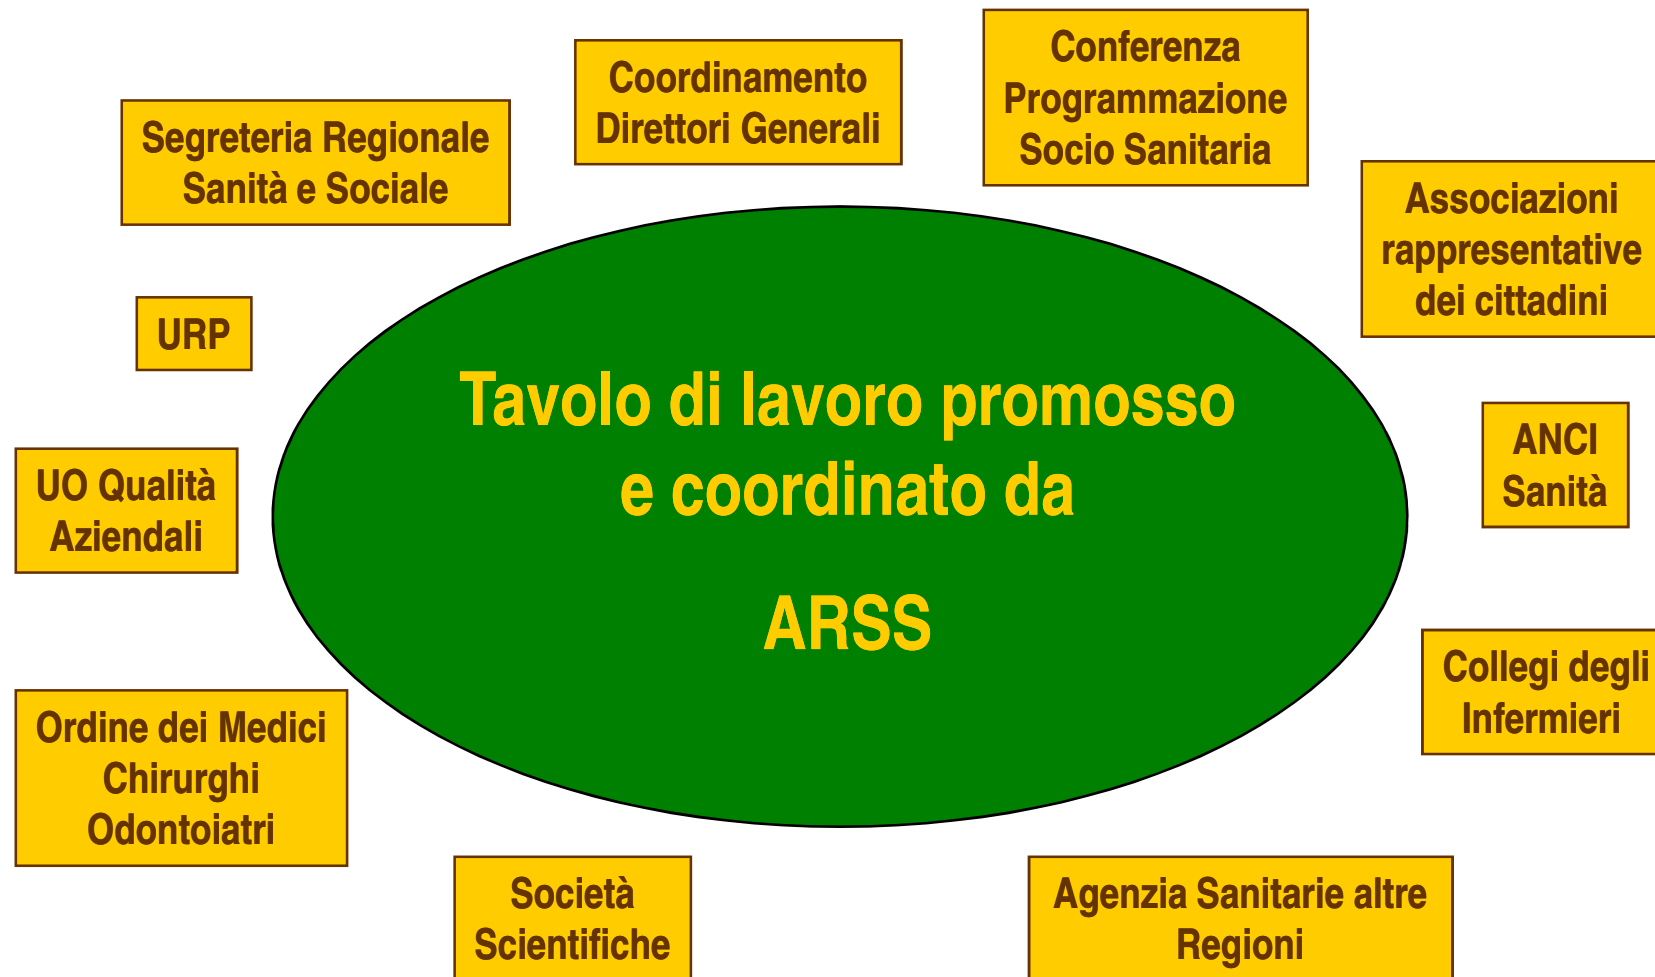 Conferenza
Programmazione
Socio Sanitaria
Coordinamento
Direttori Generali
Segreteria Regionale
Sanità e Sociale
Associazioni
rappresentative
dei cittadini
URP
Tavolo di lavoro promosso
e coordinato da
ARSS
ANCI
Sanità
UO Qualità
Aziendali
Collegi degli
Infermieri
Ordine dei Medici
Chirurghi
Odontoiatri
Società
Scientifiche
Agenzia Sanitarie altre
Regioni